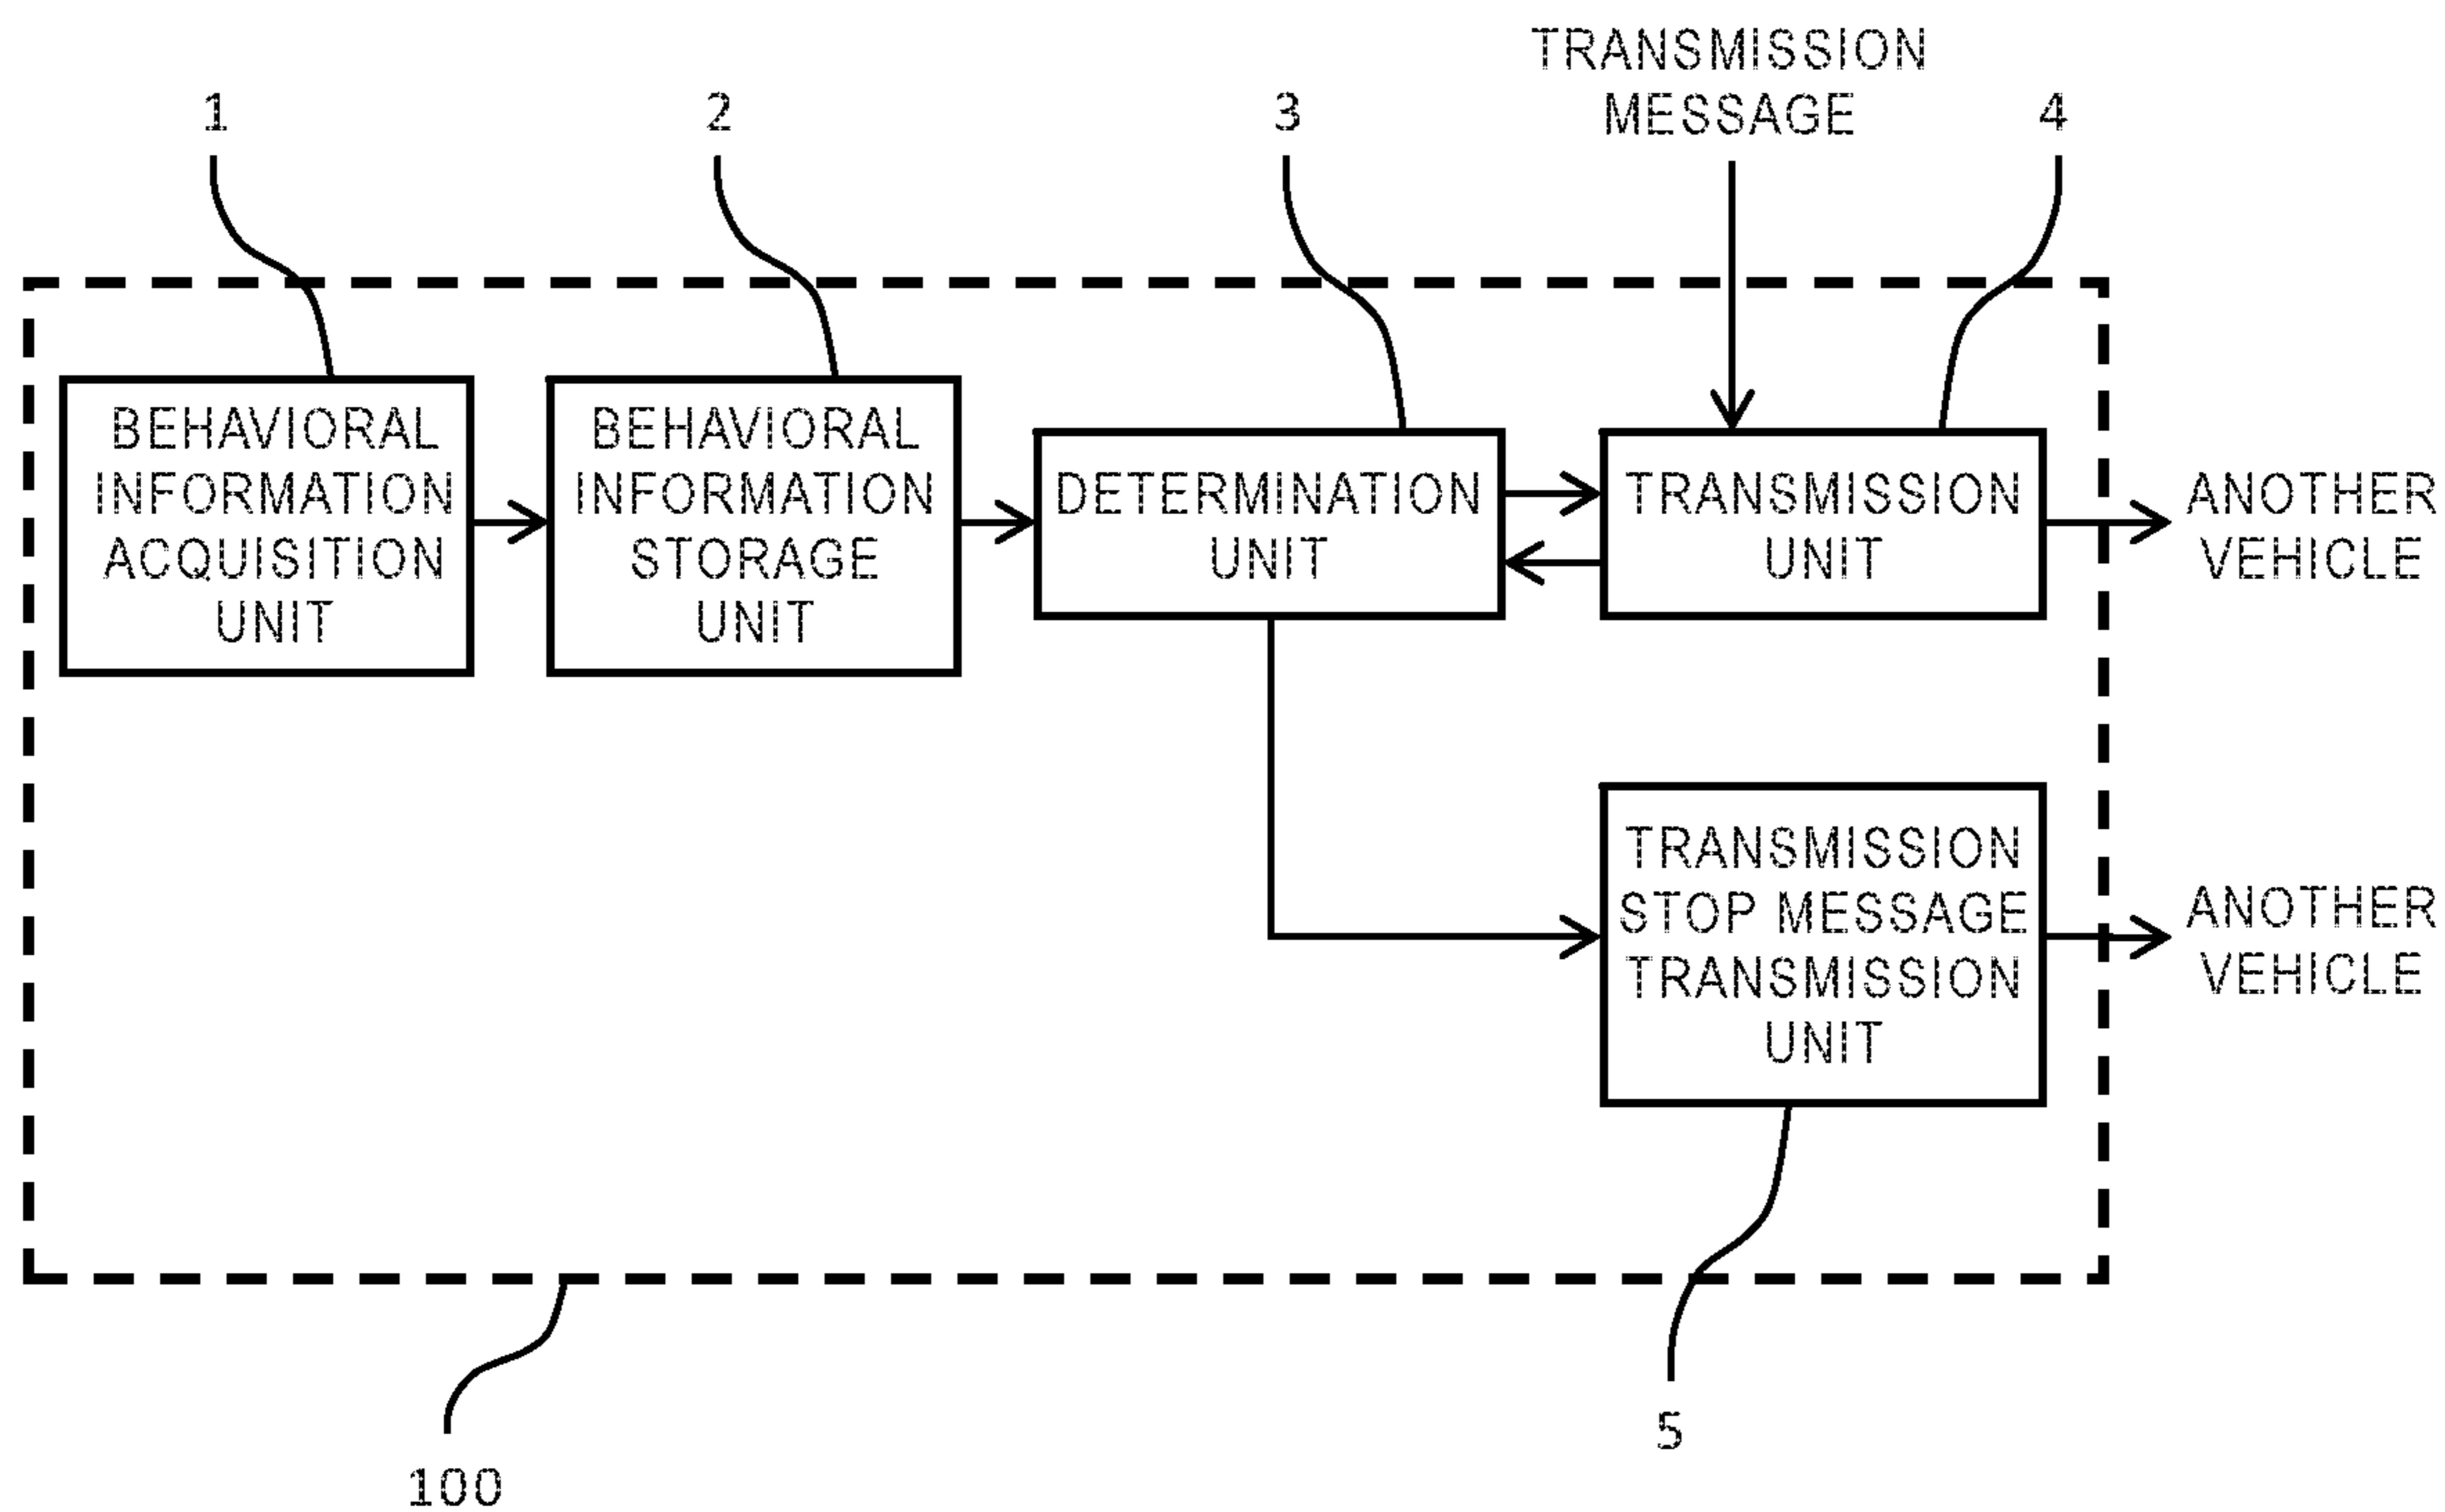 TRANSMISSION
MESSAGE
1
2
3
4
BEHAVIORAL
INFORMATION
ACQUISITION
UNIT
BEHAVIORAL
INFORMATION
STORAGE
UNIT
DETERMINATION
UNIT
TRANSMISSION
UNIT
ANOTHER
VEHICLE
TRANSMISSION
STOP MESSAGE
TRANSMISSION
UNIT
ANOTHER
VEHICLE
5
100